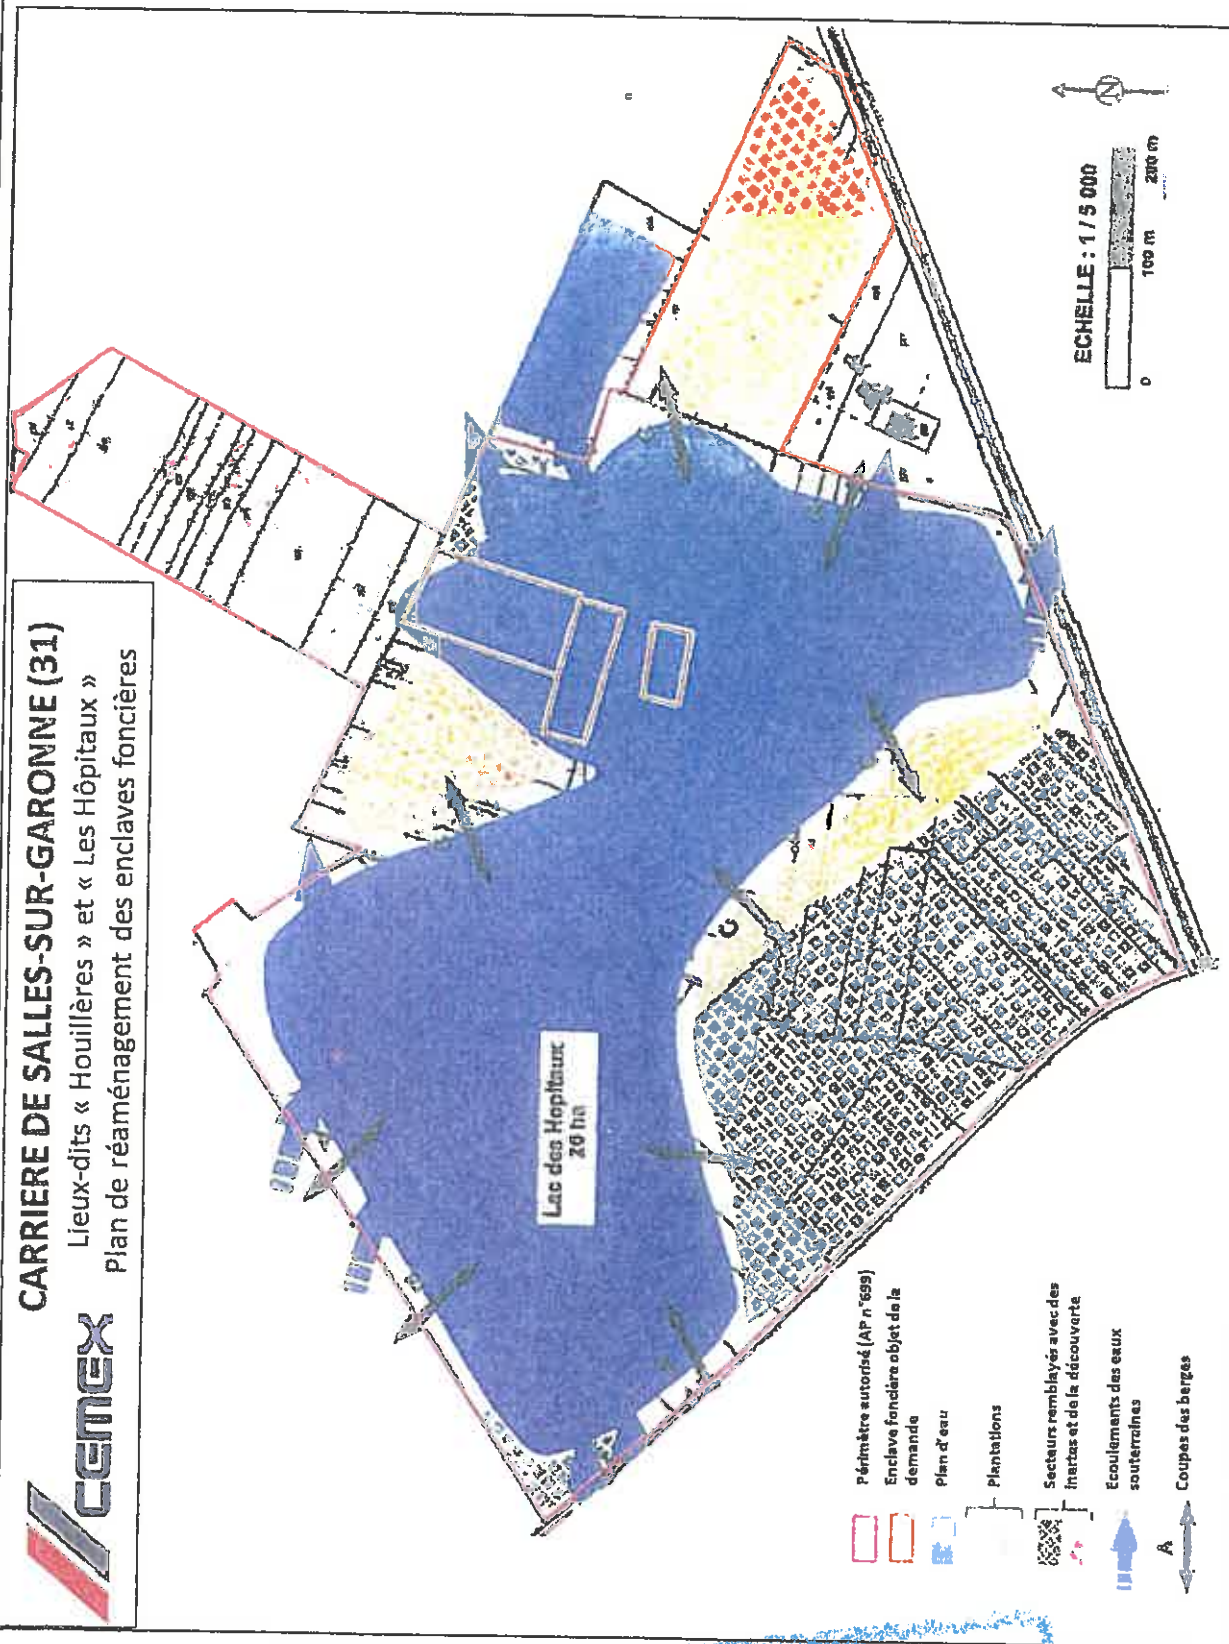 CARRIERE DE SALLES-SUR-GARONNE (31)
Lieux-dits « Houillères » et « Les Hôpitaux »
Plan de réaménagement des enclaves foncières
CEMEX
Lac des Hopitaux
20 ha
Périmètre autorisé (AP n°699)
Enclave foncière objet de la
demande
Plan d'eau
Plantations
Secteurs remblayés avec des
inertes et de la découverte
Ecoulements des eaux
souterraines
A
Coupes des berges
ECHELLE : 1 / 5 000
0
100 m
200 m
N